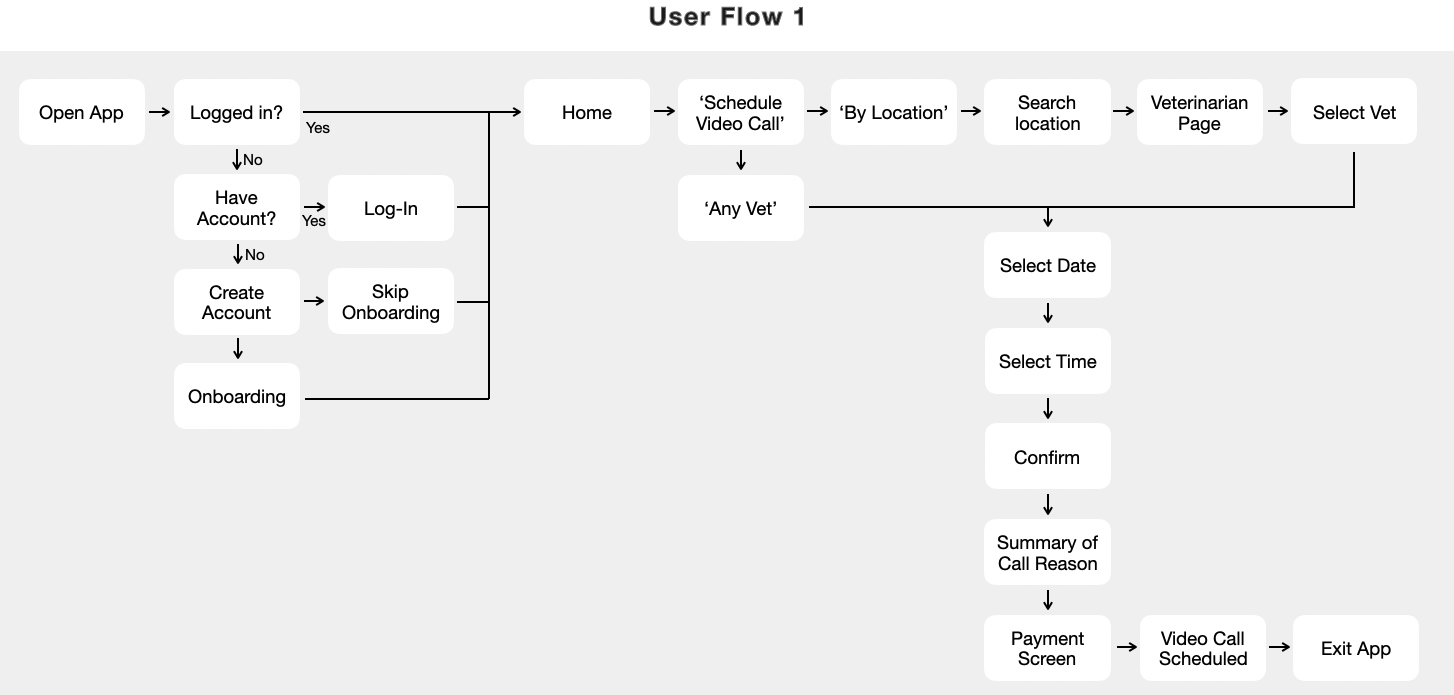 User Flow 1
Open App
Logged in?
Yes
Home
‘Schedule
Video Call’
‘By Location’
Search
location
Veterinarian
Page
Select Vet
No
Have
Account?
Yes
Log-In
‘Any Vet’
No
Select Date
Create
Account
Skip
Onboarding
Select Time
Onboarding
Confirm
Summary of
Call Reason
Payment
Screen
Video Call
Scheduled
Exit App